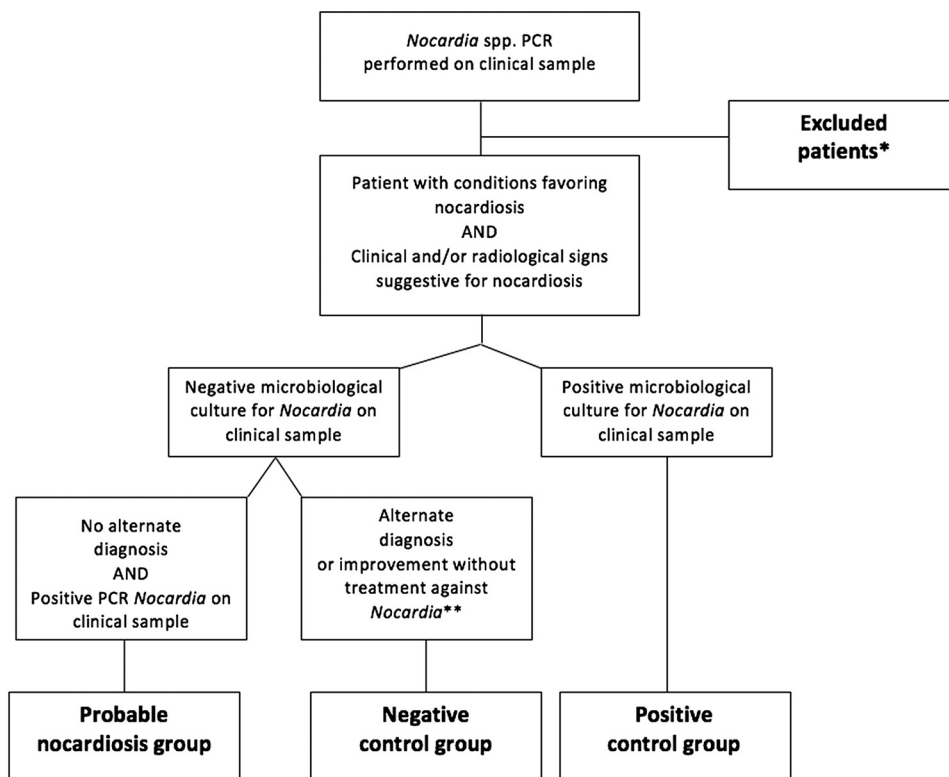 Nocardia spp. PCR
performed on clinical sample
Excluded
patients*
Patient with conditions favoring
nocardiosis
AND
Clinical and/or radiological signs
suggestive for nocardiosis
Negative microbiological
culture for Nocardia on
clinical sample
Positive microbiological
culture for Nocardia on
clinical sample
No alternate
diagnosis
AND
Positive PCR Nocardia on
clinical sample
Alternate
diagnosis
or improvement without
treatment against
Nocardia**
Probable
nocardiosis group
Negative
control group
Positive
control group